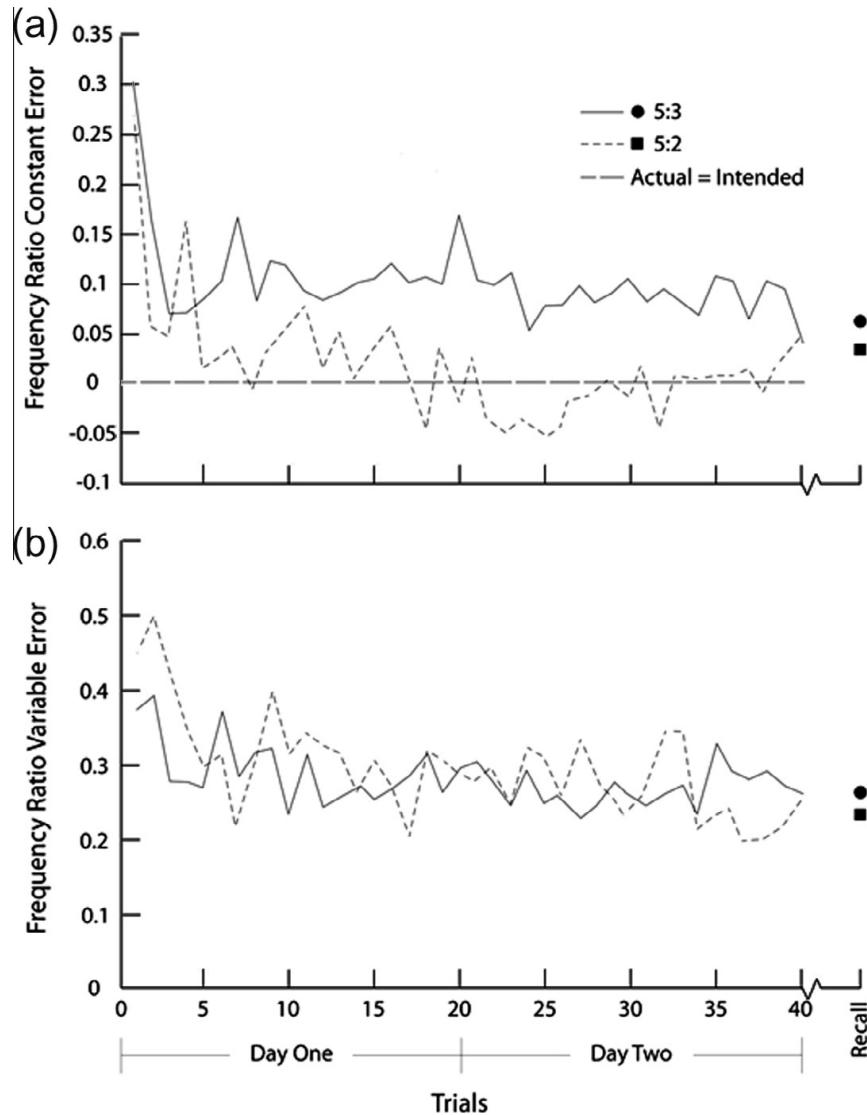 (a)
Frequency Ratio Constant Error
0.35
0.3
0.25
0.2
0.15
0.1
0.05
0
-0.05
-0.1
5:3
5:2
Actual = Intended
(b)
Frequency Ratio Variable Error
0.6
0.5
0.4
0.3
0.2
0.1
0
0 5 10 15 20 25 30 35 40
Recall
Day One Day Two
Trials